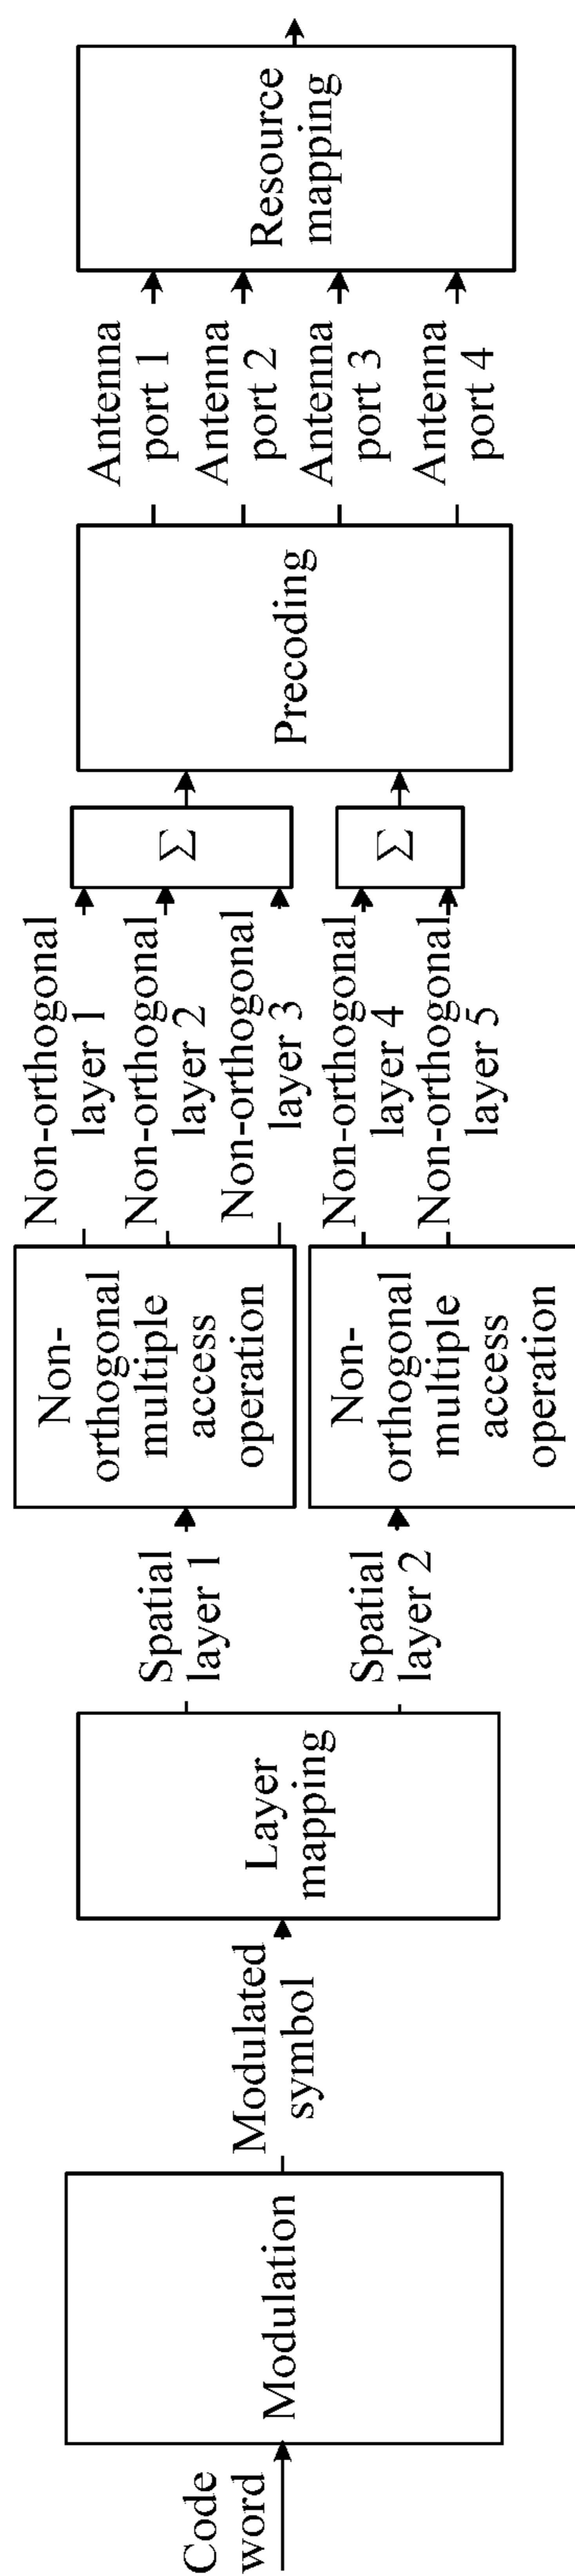 Code
word
Modulation
Modulated
symbol
Layer
mapping
Spatial
layer 1
Spatial
layer 2
Non-
orthogonal
multiple
access
operation
Non-
orthogonal
multiple
access
operation
Non-orthogonal
layer 1
Non-orthogonal
layer 2
Non-orthogonal
layer 3
Non-orthogonal
layer 4
Non-orthogonal
layer 5
Σ
Σ
Precoding
Antenna
port 1
Antenna
port 2
Antenna
port 3
Antenna
port 4
Resource
mapping